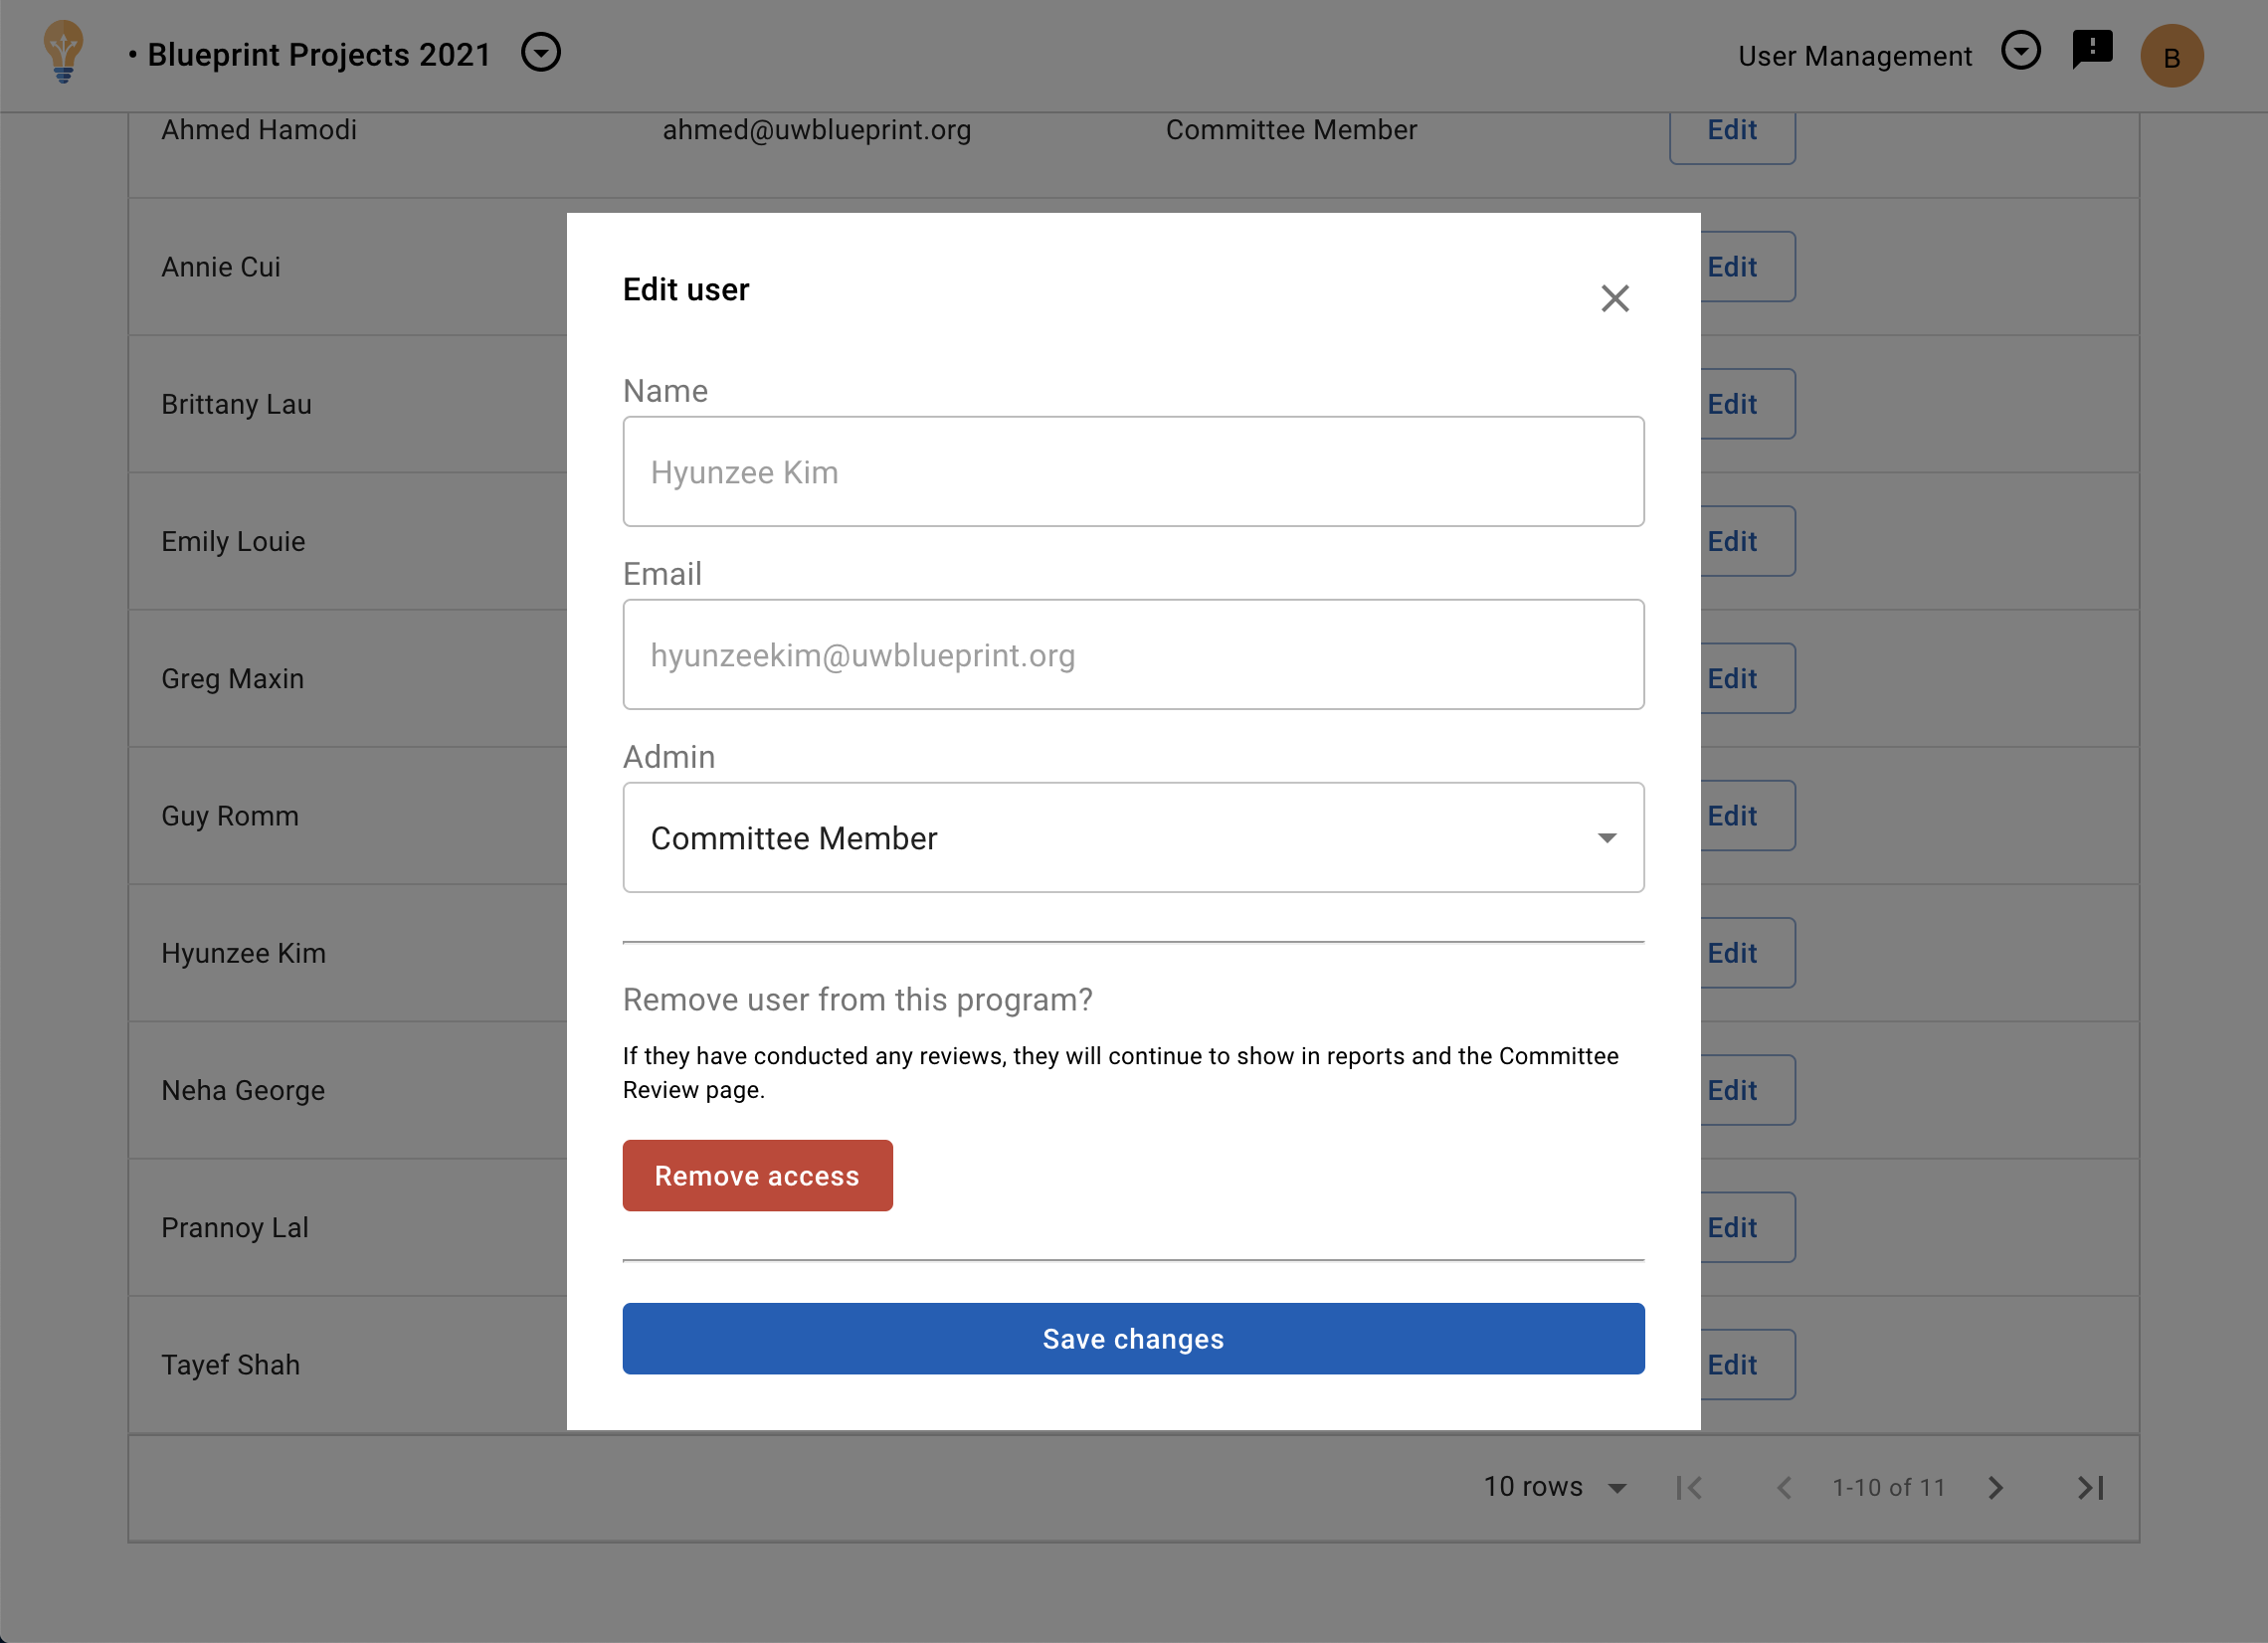 • Blueprint Projects 2021
User Management
B
Ahmed Hamodi ahmed@uwblueprint.org Committee Member Edit
Annie Cui Edit
Brittany Lau Edit
Emily Louie Edit
Greg Maxin Edit
Guy Romm Edit
Hyunzee Kim Edit
Neha George Edit
Prannoy Lal Edit
Tayef Shah Edit
Edit user
Name
Hyunzee Kim
Email
hyunzeekim@uwblueprint.org
Admin
Committee Member
Remove user from this program?
If they have conducted any reviews, they will continue to show in reports and the Committee
Review page.
Remove access
Save changes
10 rows 1-10 of 11